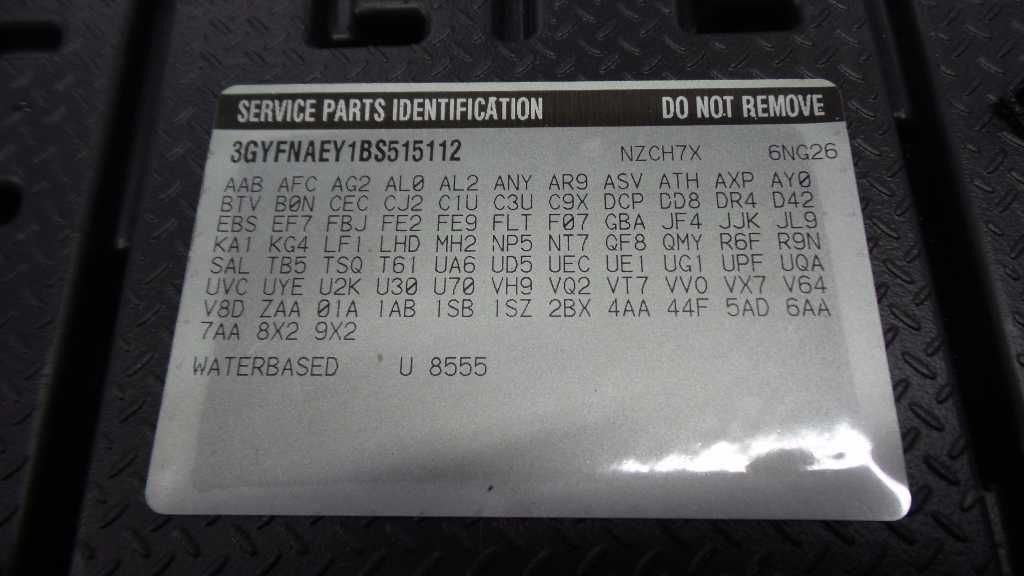 SERVICE PARTS IDENTIFICATION DO NOT REMOVE
3GYFNAEY1BS515112 NZCH7X 6NG26
AAB AFC AG2 AL0 AL2 ANY AR9 ASV ATH AXP AY0
BTV B0N CEC CJ2 C1U C3U C9X DCP DD8 DR4 D42
EBS EF7 FBJ FE2 FE9 FLT F07 GBA JF4 JJK JL9
KA1 KG4 LF1 LHD MH2 NP5 NT7 QF8 QMY R6F R9N
SAL TB5 TSQ T61 UA6 UD5 UEC UE1 UG1 UPF UQA
UVC UYE U2K U30 U70 VH9 VQ2 VT7 VV0 VX7 V64
V8D ZAA 01A 1AB 1SB 1SZ 2BX 4AA 44F 5AD 6AA
7AA 8X2 9X2
WATERBASED U 8555